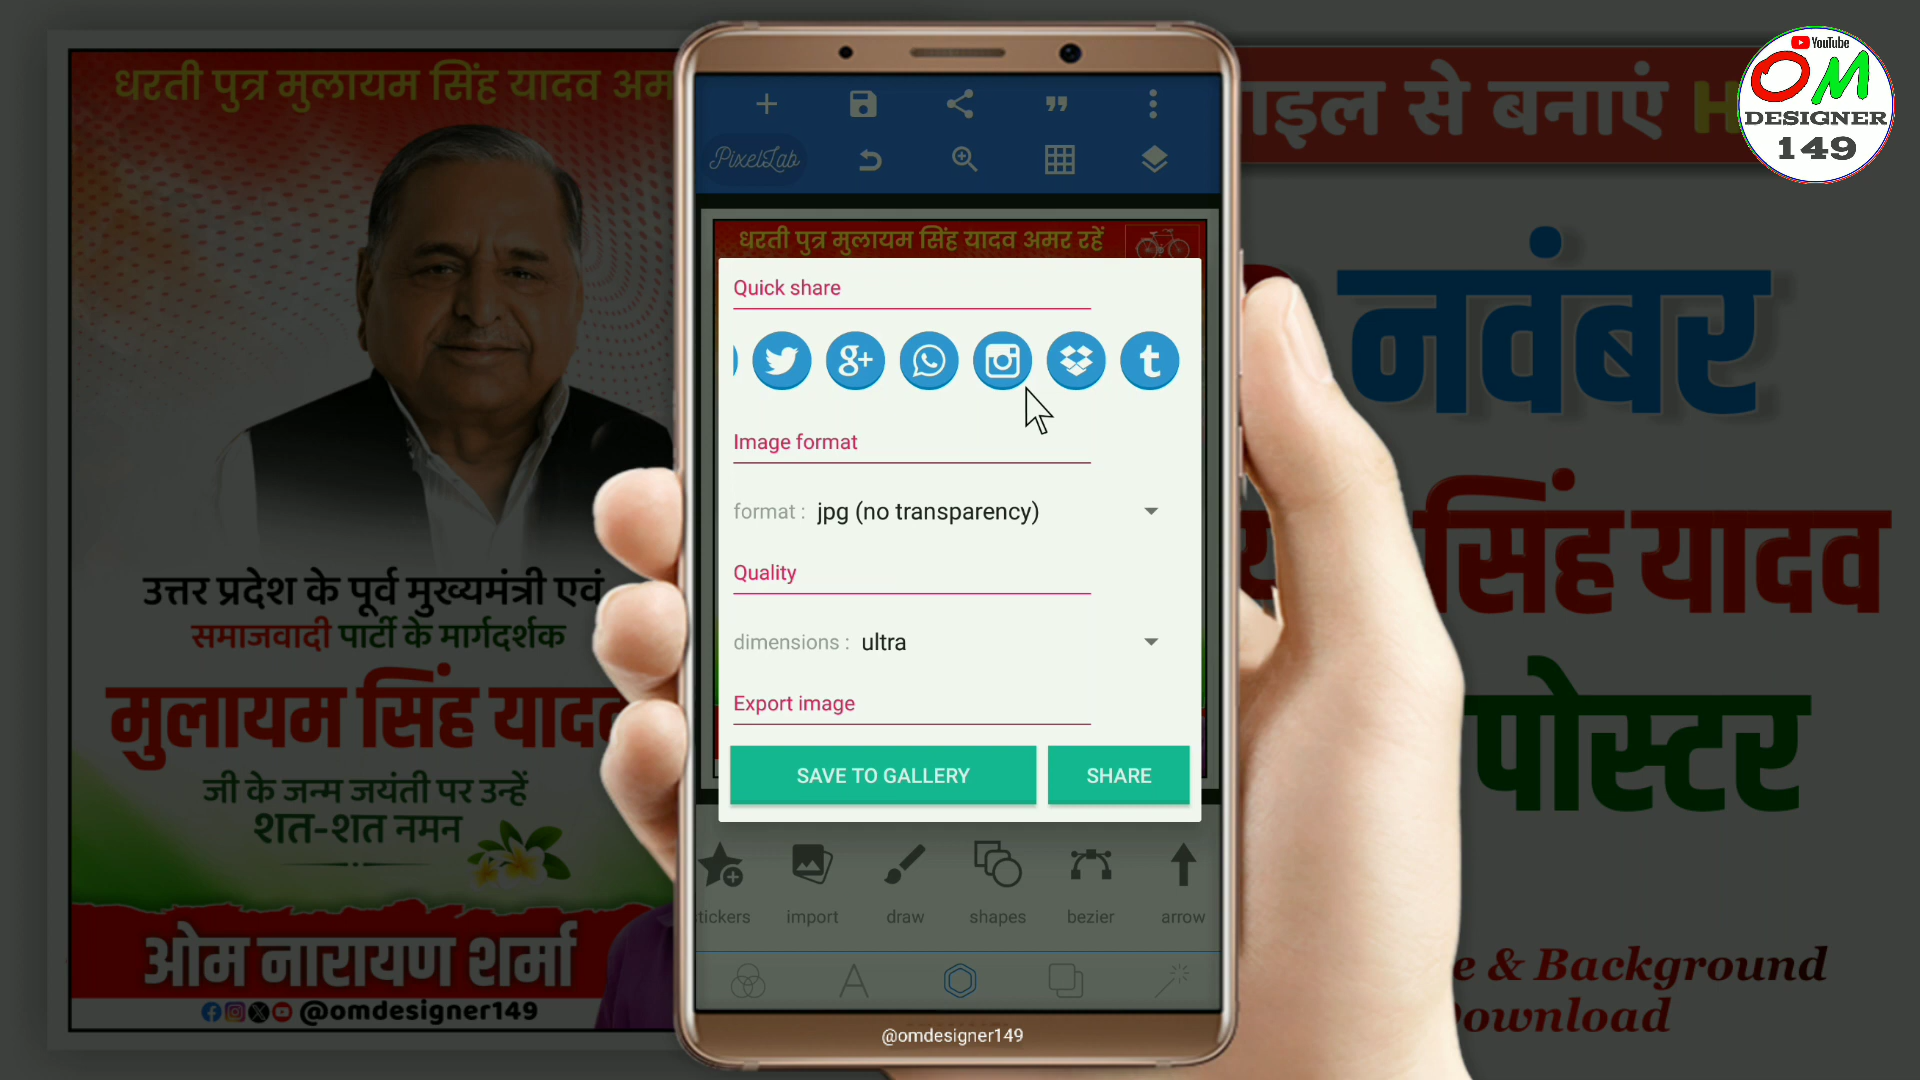 धरती पुत्र मुलायम सिंह यादव
उत्तर प्रदेश के पूर्व मुख्यमंत्री एवं
समाजवादी पार्टी के मार्गदर्शक
मुलायम सिंह यादव
जी के जन्म जयंती पर उन्हें
शत-शत नमन
ओम नारायण शर्मा
@omdesigner149
PixelLab
धरती पुत्र मुलायम सिंह यादव अमर रहें
Quick share
Image format
format : jpg (no transparency)
Quality
dimensions : ultra
Export image
SAVE TO GALLERY
SHARE
import
draw
shapes
bezier
arrow
@omdesigner149
से बनाएं
YouTube
OM
DESIGNER
149
नवंबर
सिंह यादव
पोस्टर
& Background